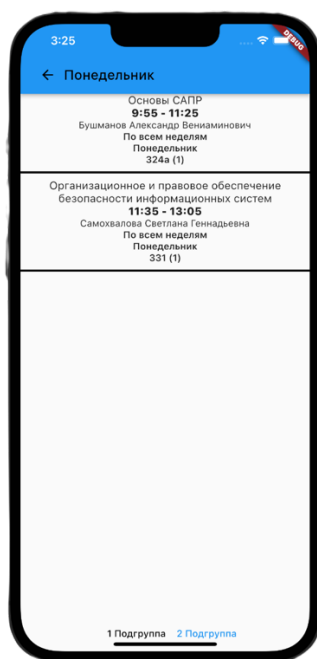 3:25
DEBUG
← Понедельник
Основы САПР
9:55 - 11:25
Бушманов Александр Вениаминович
По всем неделям
Понедельник
324а (1)
Организационное и правовое обеспечение
безопасности информационных систем
11:35 - 13:05
Самохвалова Светлана Геннадьевна
По всем неделям
Понедельник
331 (1)
1 Подгруппа 2 Подгруппа